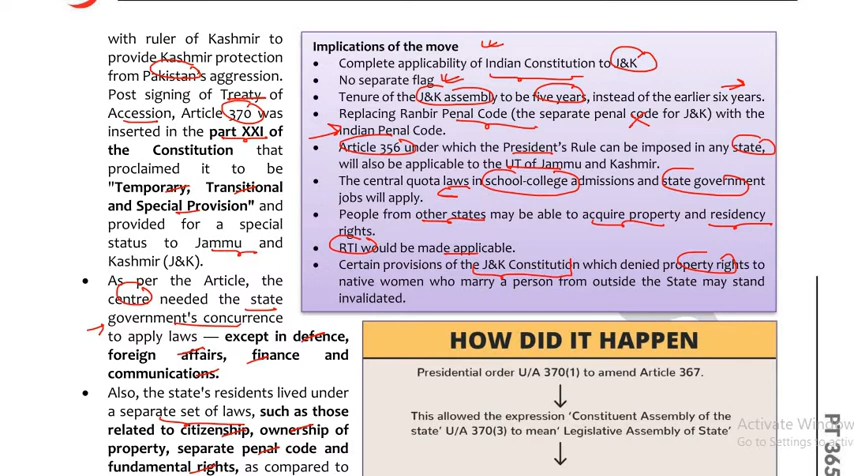 with ruler of Kashmir to
provide Kashmir protection
from Pakistan's aggression.
Post signing of Treaty of
Accession, Article 370 was
inserted in the part XXI of
the Constitution that
proclaimed it to be
"Temporary, Transitional
and Special Provision" and
provided for a special
status to Jammu and
Kashmir (J&K).
• As per the Article, the
centre needed the state
government's concurrence
to apply laws — except in defence,
foreign affairs, finance and
communications.
• Also, the state's residents lived under
a separate set of laws, such as those
related to citizenship, ownership of
property, separate penal code and
fundamental rights, as compared to
Implications of the move
• Complete applicability of Indian Constitution to J&K
• No separate flag
• Tenure of the J&K assembly to be five years, instead of the earlier six years.
• Replacing Ranbir Penal Code (the separate penal code for J&K) with the
Indian Penal Code.
• Article 356 under which the President's Rule can be imposed in any state,
will also be applicable to the UT of Jammu and Kashmir.
• The central quota laws in school-college admissions and state government
jobs will apply.
• People from other states may be able to acquire property and residency
rights.
• RTI would be made applicable.
• Certain provisions of the J&K Constitution which denied property rights to
native women who marry a person from outside the State may stand
invalidated.
HOW DID IT HAPPEN
Presidential order U/A 370(1) to amend Article 367.
This allowed the expression 'Constituent Assembly of the
state' U/A 370(3) to mean 'Legislative Assembly of State'
PT 365
Activate Window
Go to Settings to activ